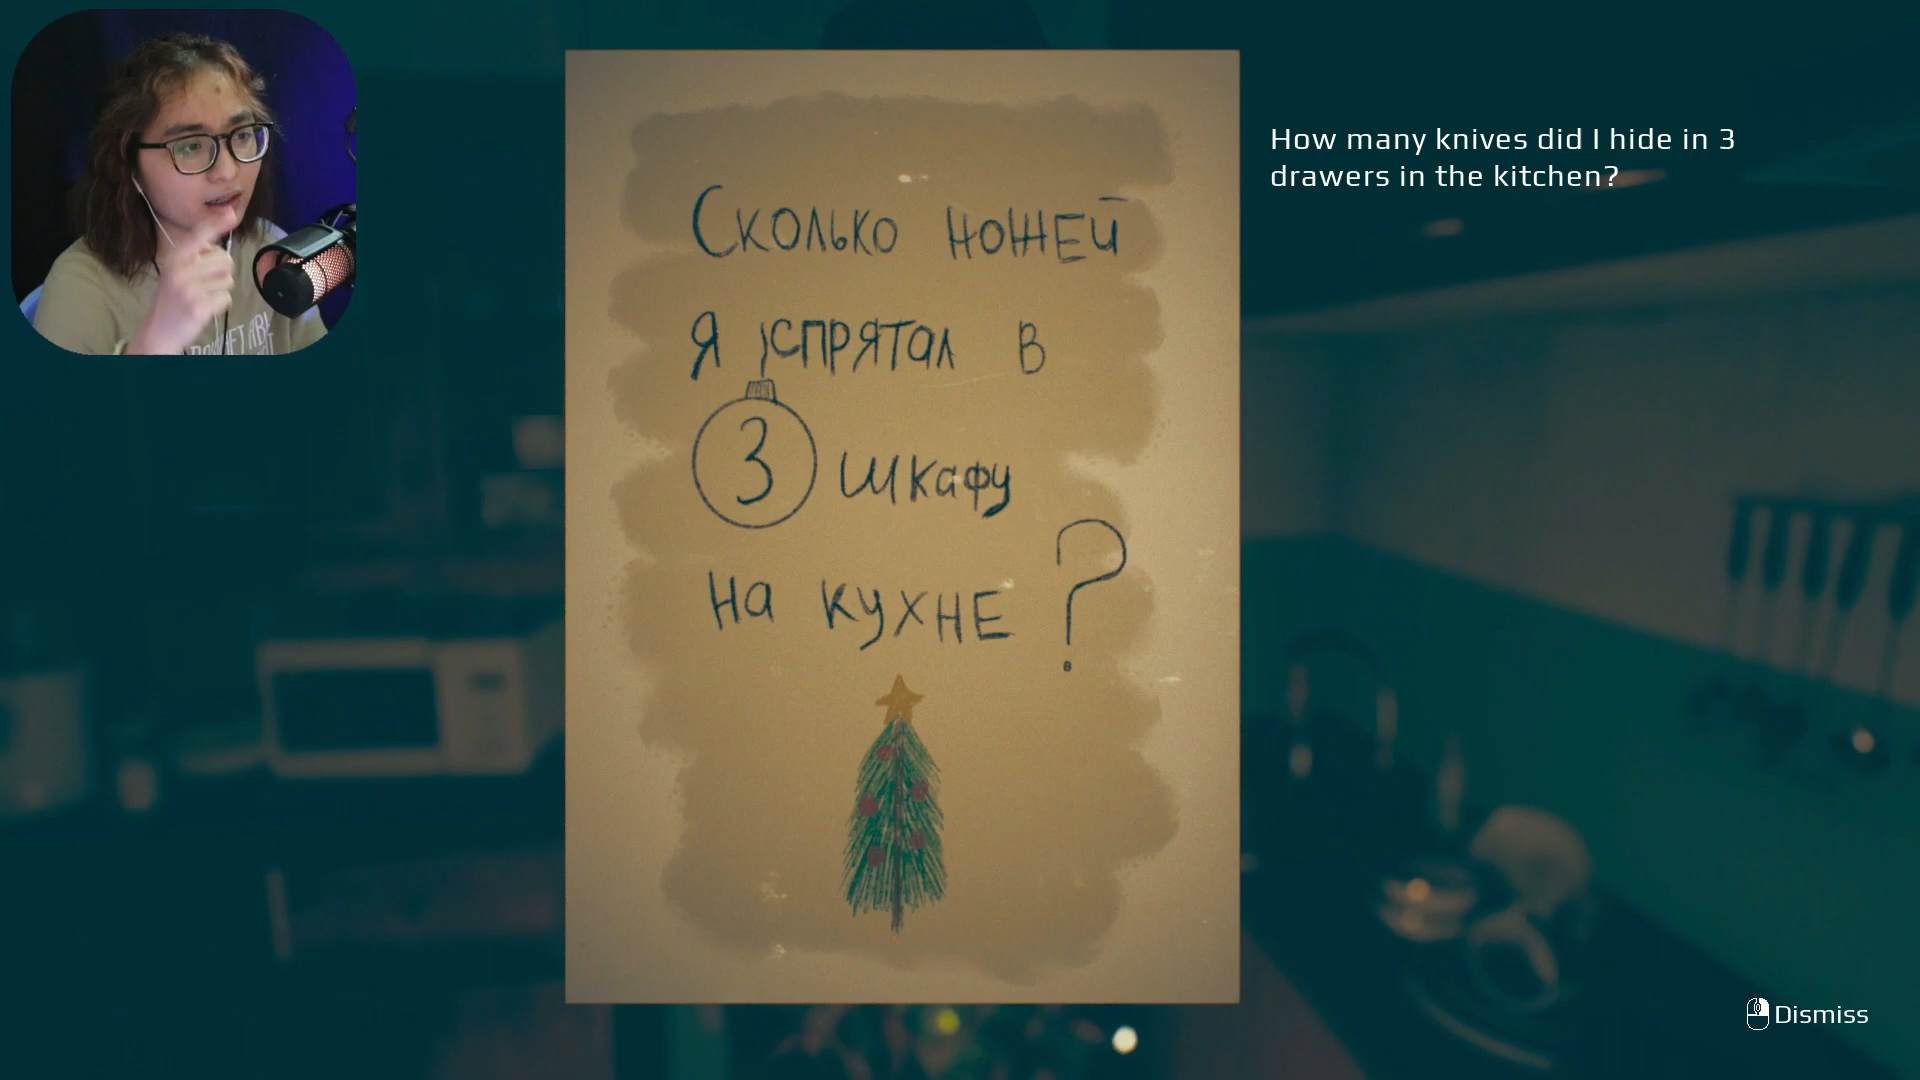 Сколько ножей
я спрятал в
3 шкафу
на кухне?
How many knives did I hide in 3
drawers in the kitchen?
Dismiss